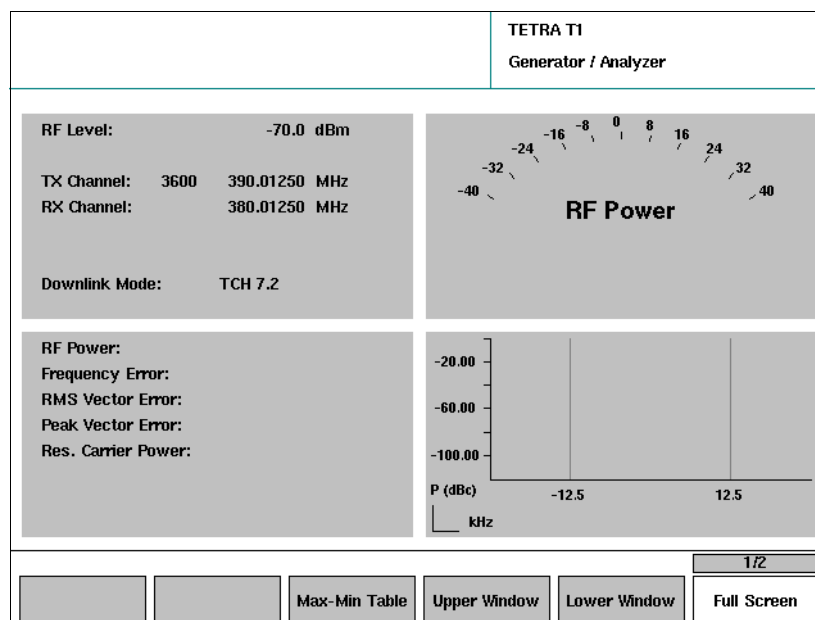 TETRA T1
Generator / Analyzer
RF Level: -70.0 dBm
TX Channel: 3600 390.01250 MHz
RX Channel: 380.01250 MHz
Downlink Mode: TCH 7.2
-40 -32 -24 -16 -8 0 8 16 24 32 40
RF Power
RF Power:
Frequency Error:
RMS Vector Error:
Peak Vector Error:
Res. Carrier Power:
-20.00
-60.00
-100.00
P (dBc) -12.5 12.5
kHz
1/2
Max-Min Table Upper Window Lower Window Full Screen